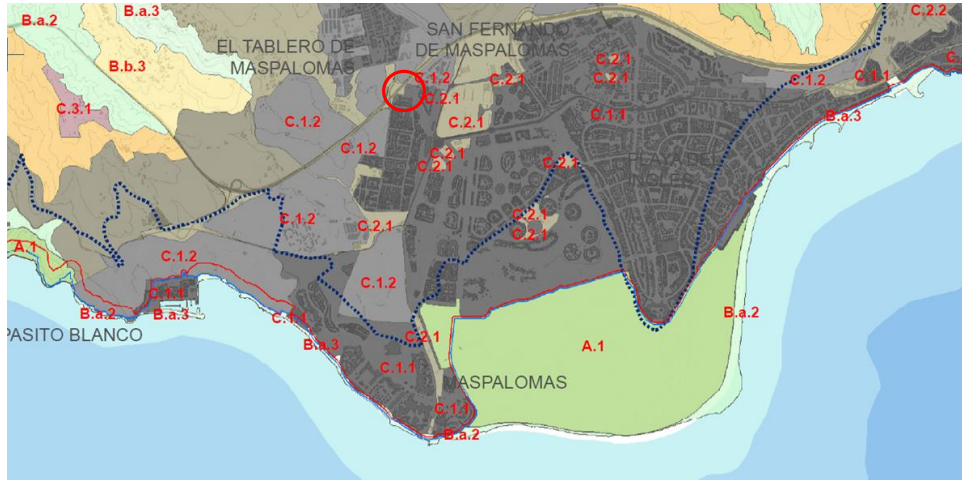 B.a.2
B.a.3
C.2.2
SAN FERNANDO
DE MASPALOMAS
EL TABLERO DE
MASPALOMAS
B.b.3
C.2.1
C.2.1
C.1.2
C.2.1
C.2.1
C.1.2
C.1.1
C.
C.3.1
C.1.2
C.2.1
C.1.1
B.a.3
C.1.2
C.2.1
C.2.1
C.2.1
C.1.2
C.2.1
C.2.1
C.2.1
A.1
C.1.2
C.1.2
C.1.1
B.a.2
B.a.3
C.1.1
B.a.2
PASITO BLANCO
B.a.3
C.2.1
A.1
C.1.1
MASPALOMAS
C.1.1
B.a.2